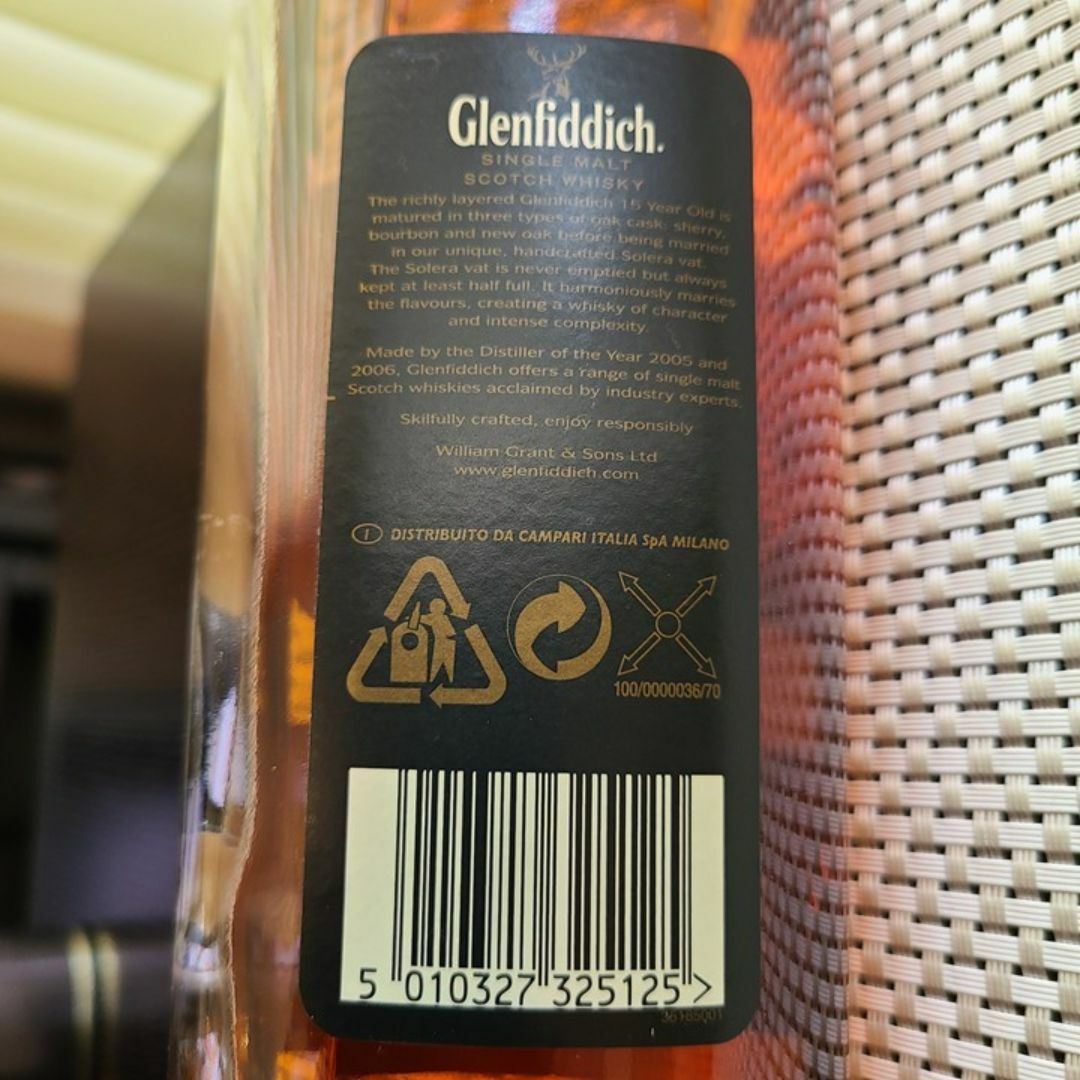 Glenfiddich.
SINGLE MALT
SCOTCH WHISKY
The richly layered Glenfiddich 15 Year Old is
matured in three types of oak cask: sherry,
bourbon and new oak before being married
in our unique, handcrafted Solera vat.
The Solera vat is never emptied but always
kept at least half full. It harmoniously marries
the flavours, creating a whisky of character
and intense complexity.
Made by the Distiller of the Year 2005 and
2006, Glenfiddich offers a range of single malt
Scotch whiskies acclaimed by industry experts.
Skilfully crafted, enjoy responsibly
William Grant & Sons Ltd
www.glenfiddich.com
I DISTRIBUITO DA CAMPARI ITALIA SpA MILANO
100/0000036/70
5 010327 325125 >